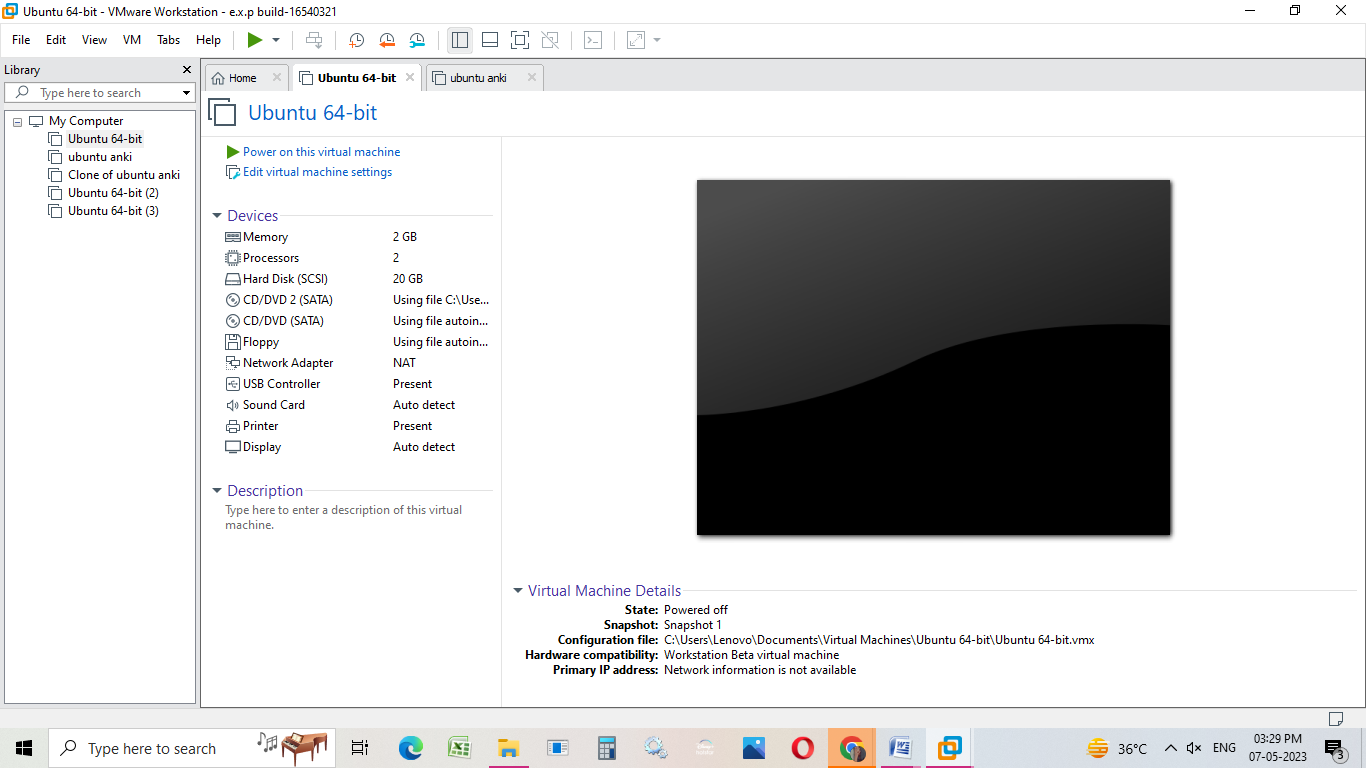 Ubuntu 64-bit - VMware Workstation - e.x.p build-16540321
File Edit View VM Tabs Help
Library
Type here to search
My Computer
Ubuntu 64-bit
ubuntu anki
Clone of ubuntu anki
Ubuntu 64-bit (2)
Ubuntu 64-bit (3)
Home Ubuntu 64-bit ubuntu anki
Ubuntu 64-bit
Power on this virtual machine
Edit virtual machine settings
Devices
Memory 2 GB
Processors 2
Hard Disk (SCSI) 20 GB
CD/DVD 2 (SATA) Using file C:\Use...
CD/DVD (SATA) Using file autoin...
Floppy Using file autoin...
Network Adapter NAT
USB Controller Present
Sound Card Auto detect
Printer Present
Display Auto detect
Description
Type here to enter a description of this virtual
machine.
Virtual Machine Details
State: Powered off
Snapshot: Snapshot 1
Configuration file: C:\Users\Lenovo\Documents\Virtual Machines\Ubuntu 64-bit\Ubuntu 64-bit.vmx
Hardware compatibility: Workstation Beta virtual machine
Primary IP address: Network information is not available
Type here to search
36°C
ENG
03:29 PM
07-05-2023
3